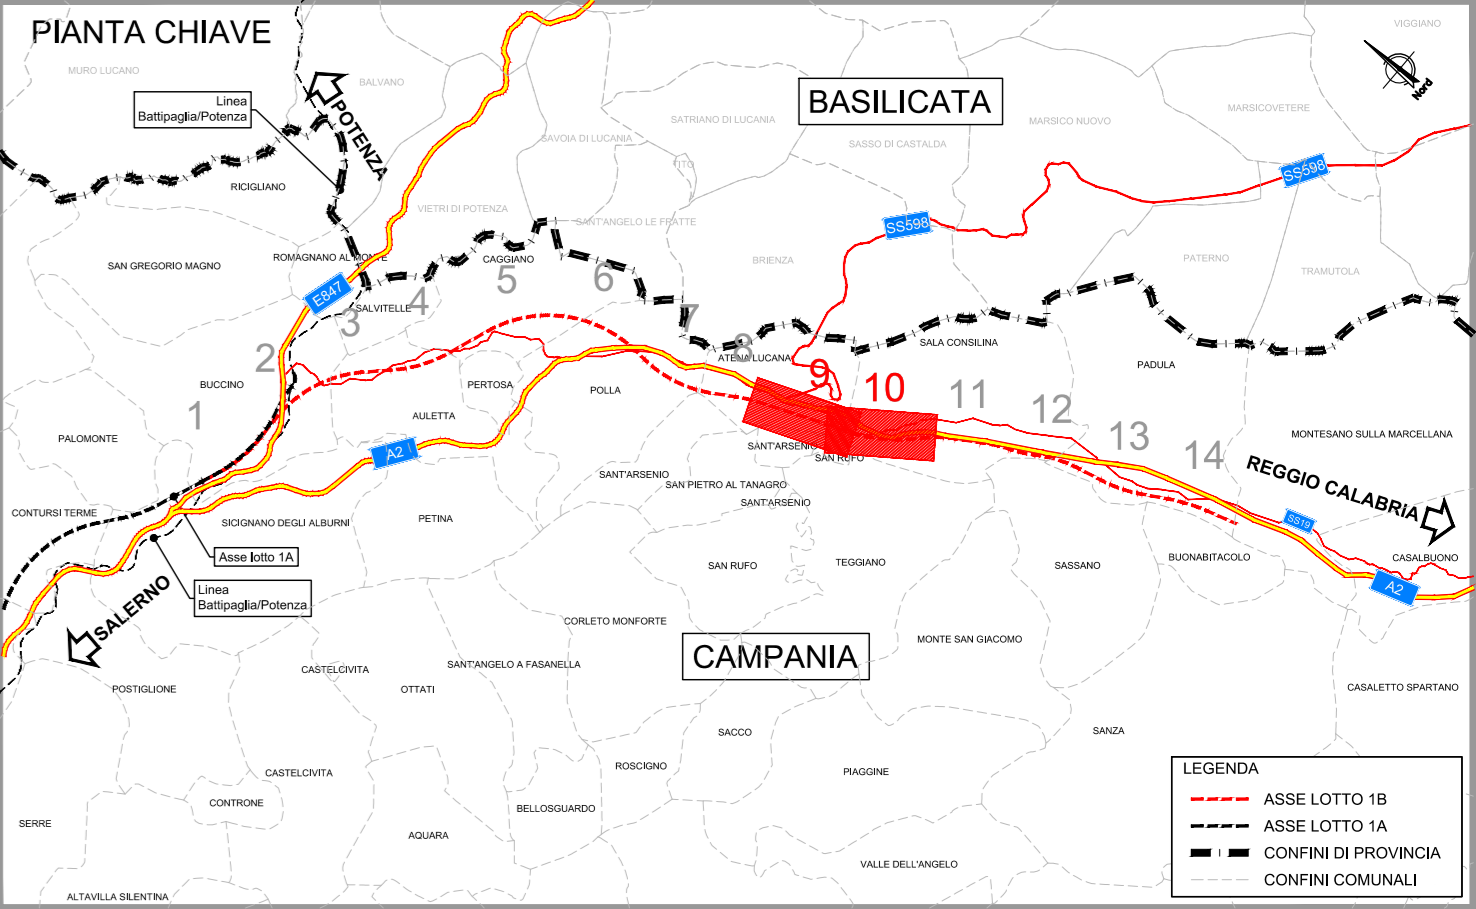 PIANTA CHIAVE
VIGGIANO
MURO LUCANO
BALVANO
Nord
Linea
Battipaglia/Potenza
POTENZA
BASILICATA
SATRIANO DI LUCANIA
MARSICO NUOVO
MARSICOVETERE
SAVOIA DI LUCANIA
SASSO DI CASTALDA
TITO
SS598
RICIGLIANO
VIETRI DI POTENZA
SANT'ANGELO LE FRATTE
SS598
SAN GREGORIO MAGNO
ROMAGNANO AL MONTE
CAGGIANO
BRIENZA
PATERNO
TRAMUTOLA
E847
SALVITELLE
1
2
3
4
5
6
7
8
9
10
11
12
13
14
ATENA LUCANA
SALA CONSILINA
PADULA
BUCCINO
PERTOSA
POLLA
AULETTA
PALOMONTE
MONTESANO SULLA MARCELLANA
A2
SANT'ARSENIO
SAN RUFO
SANT'ARSENIO
SAN PIETRO AL TANAGRO
SANT'ARSENIO
REGGIO CALABRIA
CONTURSI TERME
SICIGNANO DEGLI ALBURNI
PETINA
SS19
Asse lotto 1A
Linea
Battipaglia/Potenza
SAN RUFO
TEGGIANO
SASSANO
BUONABITACOLO
CASALBUONO
A2
SALERNO
CORLETO MONFORTE
MONTE SAN GIACOMO
CAMPANIA
CASTELCIVITA
SANT'ANGELO A FASANELLA
POSTIGLIONE
OTTATI
CASALETTO SPARTANO
SACCO
SANZA
ROSCIGNO
PIAGGINE
CASTELCIVITA
CONTRONE
BELLOSGUARDO
SERRE
AQUARA
VALLE DELL'ANGELO
ALTAVILLA SILENTINA
LEGENDA
ASSE LOTTO 1B
ASSE LOTTO 1A
CONFINI DI PROVINCIA
CONFINI COMUNALI